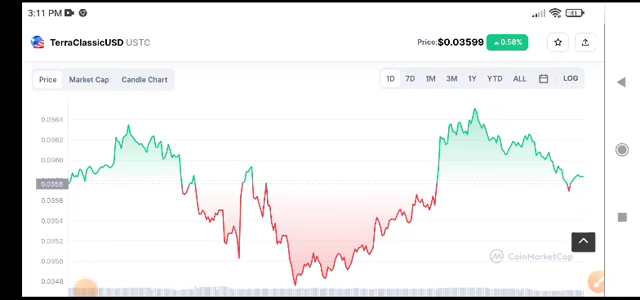 3:11 PM
41
TerraClassicUSD USTC
Price: $0.03599 0.58%
Price Market Cap Candle Chart
1D 7D 1M 3M 1Y YTD ALL LOG
0.0364
0.0362
0.0360
0.0358
0.0356
0.0354
0.0352
0.0350
0.0348
CoinMarketCap